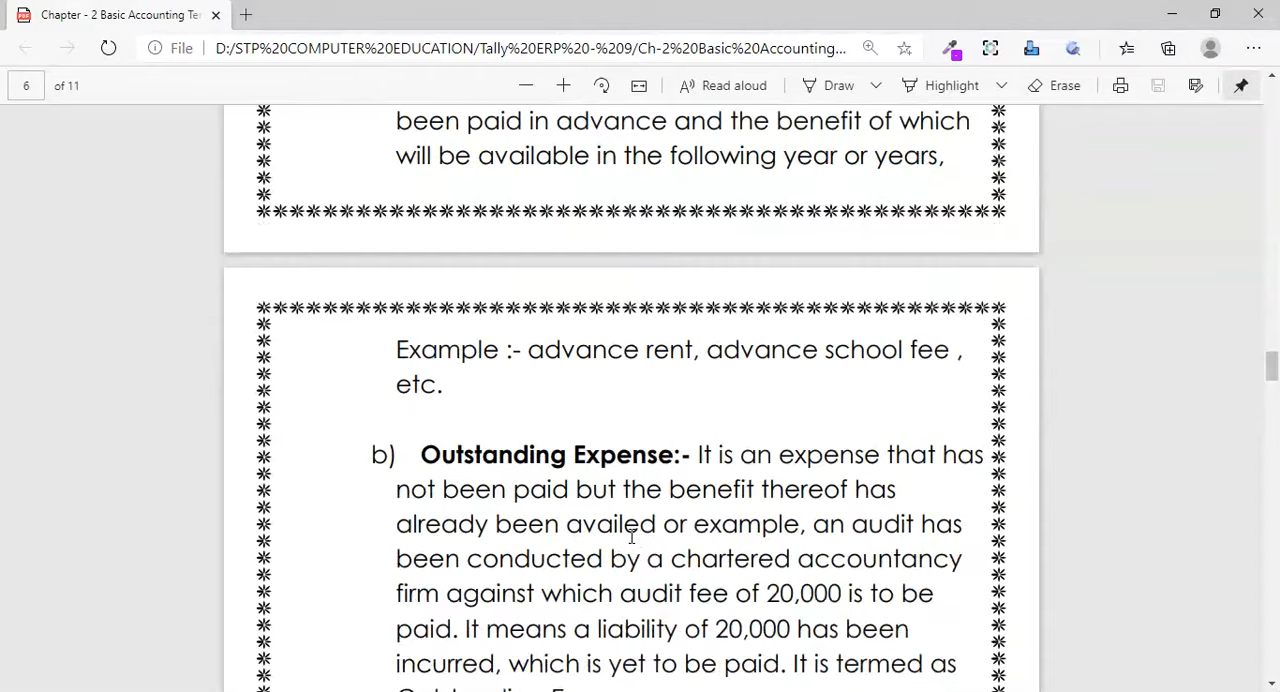 Chapter - 2 Basic Accounting Ter
File
D:/STP%20COMPUTER%20EDUCATION/Tally%20ERP%20-%209/Ch-2%20Basic%20Accounting...
6 of 11
Read aloud
Draw
Highlight
Erase
been paid in advance and the benefit of which
will be available in the following year or years,
Example :- advance rent, advance school fee ,
etc.
b) Outstanding Expense:- It is an expense that has
not been paid but the benefit thereof has
already been availed or example, an audit has
been conducted by a chartered accountancy
firm against which audit fee of 20,000 is to be
paid. It means a liability of 20,000 has been
incurred, which is yet to be paid. It is termed as